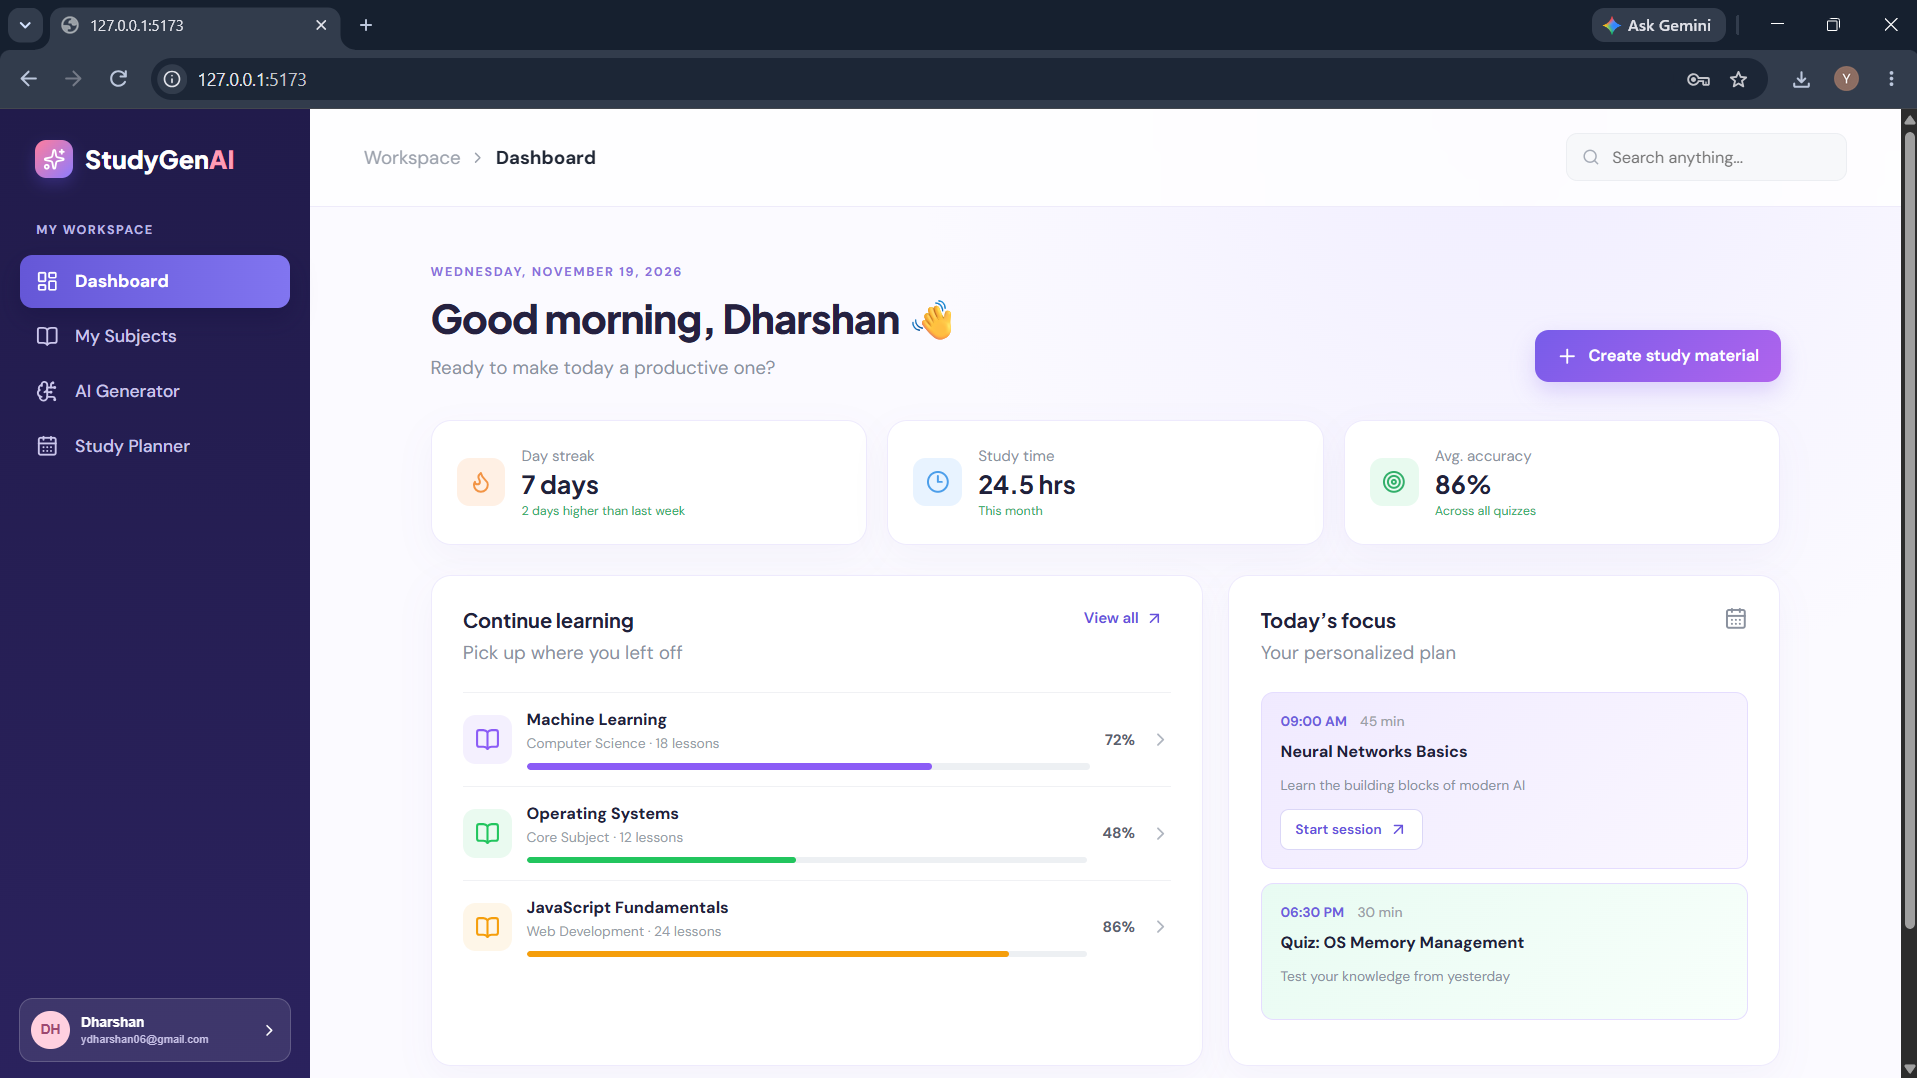 127.0.0.1:5173
Ask Gemini
127.0.0.1:5173
Y
StudyGenAI
MY WORKSPACE
Dashboard
My Subjects
AI Generator
Study Planner
DH
Dharshan
ydharshan06@gmail.com
Workspace > Dashboard
Search anything...
WEDNESDAY, NOVEMBER 19, 2026
Good morning, Dharshan 👋
Ready to make today a productive one?
+ Create study material
Day streak
7 days
2 days higher than last week
Study time
24.5 hrs
This month
Avg. accuracy
86%
Across all quizzes
Continue learning
View all
Pick up where you left off
Machine Learning
Computer Science · 18 lessons
72%
Operating Systems
Core Subject · 12 lessons
48%
JavaScript Fundamentals
Web Development · 24 lessons
86%
Today’s focus
Your personalized plan
09:00 AM 45 min
Neural Networks Basics
Learn the building blocks of modern AI
Start session
06:30 PM 30 min
Quiz: OS Memory Management
Test your knowledge from yesterday